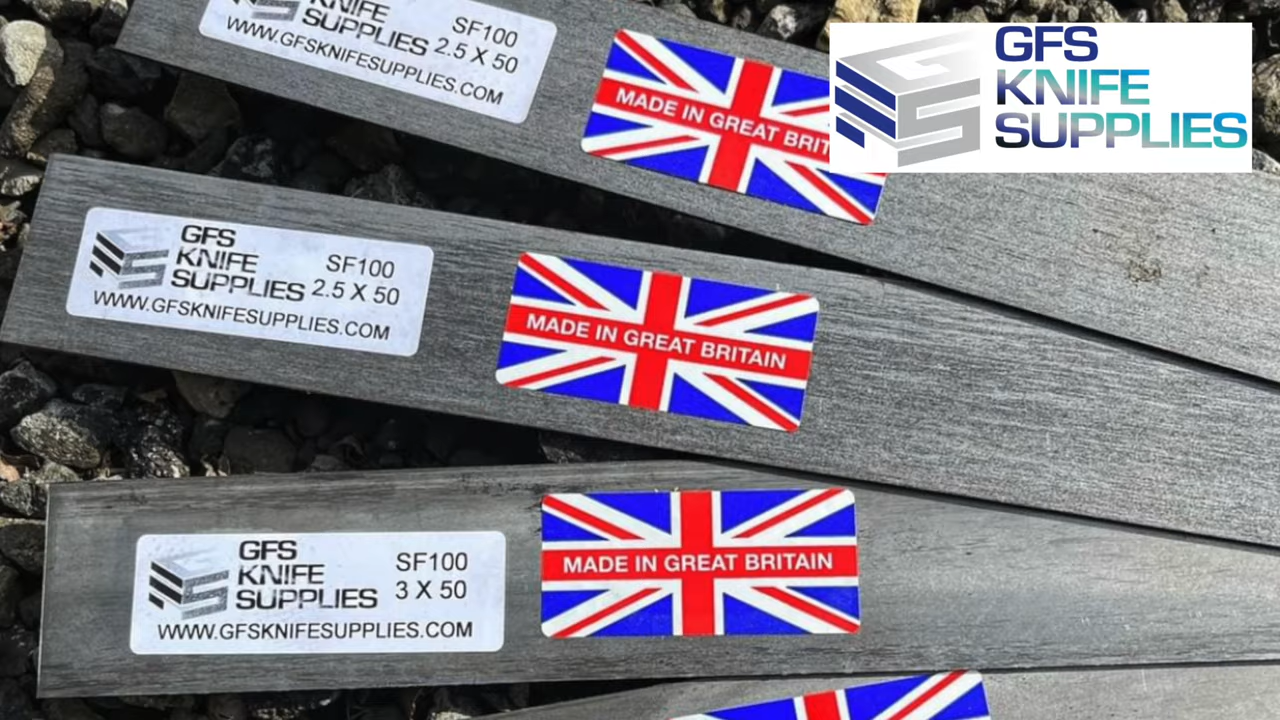 KNIFE
SUPPLIES
SF100
2.5 X 50
WWW.GFSKNIFESUPPLIES.COM
MADE IN GREAT BRIT
GFS
KNIFE
SUPPLIES
GFS
KNIFE
SUPPLIES
SF100
2.5 X 50
WWW.GFSKNIFESUPPLIES.COM
MADE IN GREAT BRITAIN
GFS
KNIFE
SUPPLIES
SF100
3 X 50
WWW.GFSKNIFESUPPLIES.COM
MADE IN GREAT BRITAIN